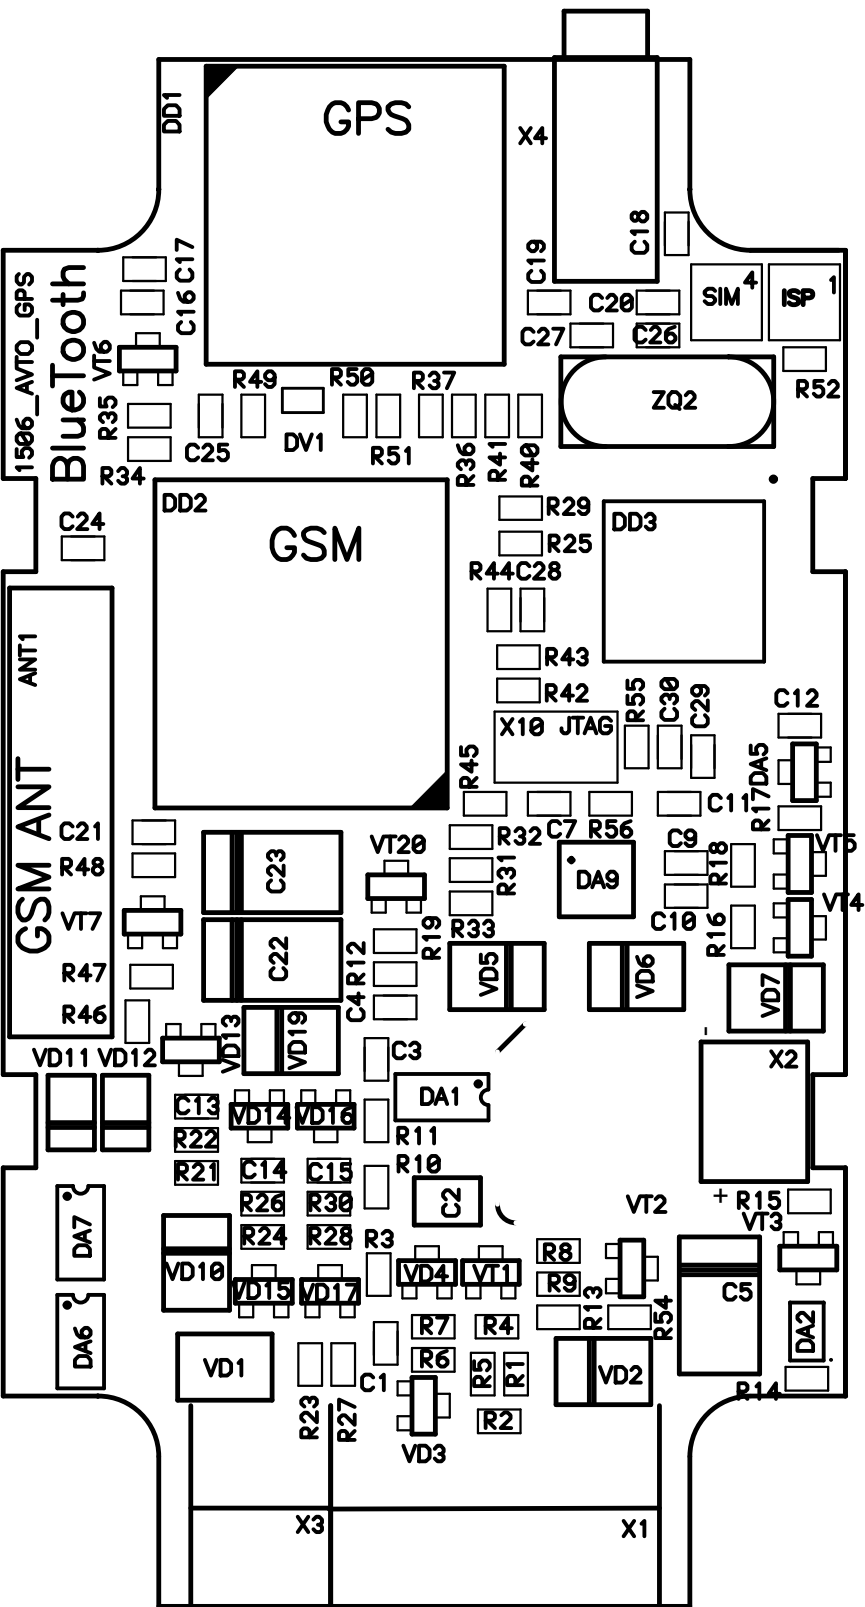 DD1
GPS
X4
C18
C17
C19
C16
C20
SIM 4
ISP 1
1506_AVTO_GPS
BlueTooth
VT6
C27
C26
R52
R49
R50
R37
ZQ2
R35
C25
DV1
R51
R36
R41
R40
R34
DD2
GSM
R29
DD3
C24
R25
R44
C28
ANT1
GSM ANT
R43
R42
R55
C30
C29
C12
X10 JTAG
R45
DA5
R17
C11
C21
R48
C23
VT20
R32
C7
R56
C9
R18
VT5
R31
DA9
VT7
C22
R19
R33
C10
R16
VT4
R12
R47
VD5
VD6
VD7
R46
C4
VD13
VD19
VD11
VD12
C3
-
X2
DA1
C13
VD14
VD16
R22
R11
R21
C14
C15
R10
R26
R30
C2
+
R15
VT2
VT3
DA7
R24
R28
R3
R8
VD10
VD4
VT1
R9
C5
VD15
VD17
R13
R54
DA6
R7
R4
DA2
VD1
R6
R5
R1
VD2
C1
R14
R23
R27
R2
VD3
X3
X1